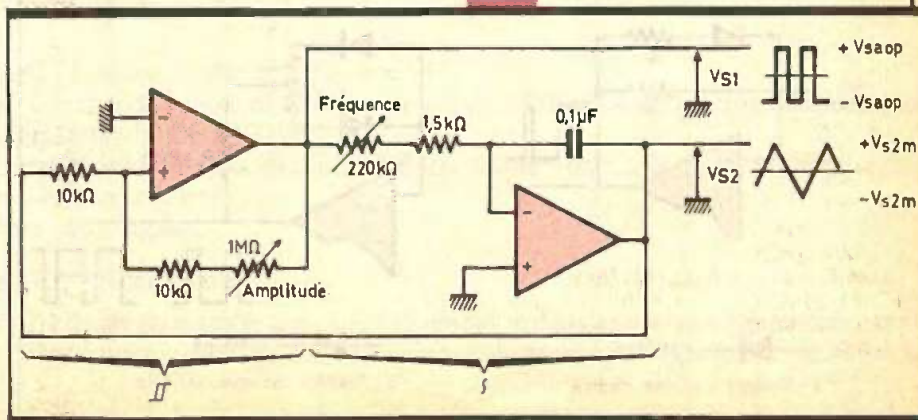 + Vsaop
VS1
- Vsaop
Fréquence
1,5kΩ
0,1µF
220kΩ
10kΩ
-
+
+Vs2m
VS2
-Vs2m
1MΩ
10kΩ
Amplitude
-
+
∫